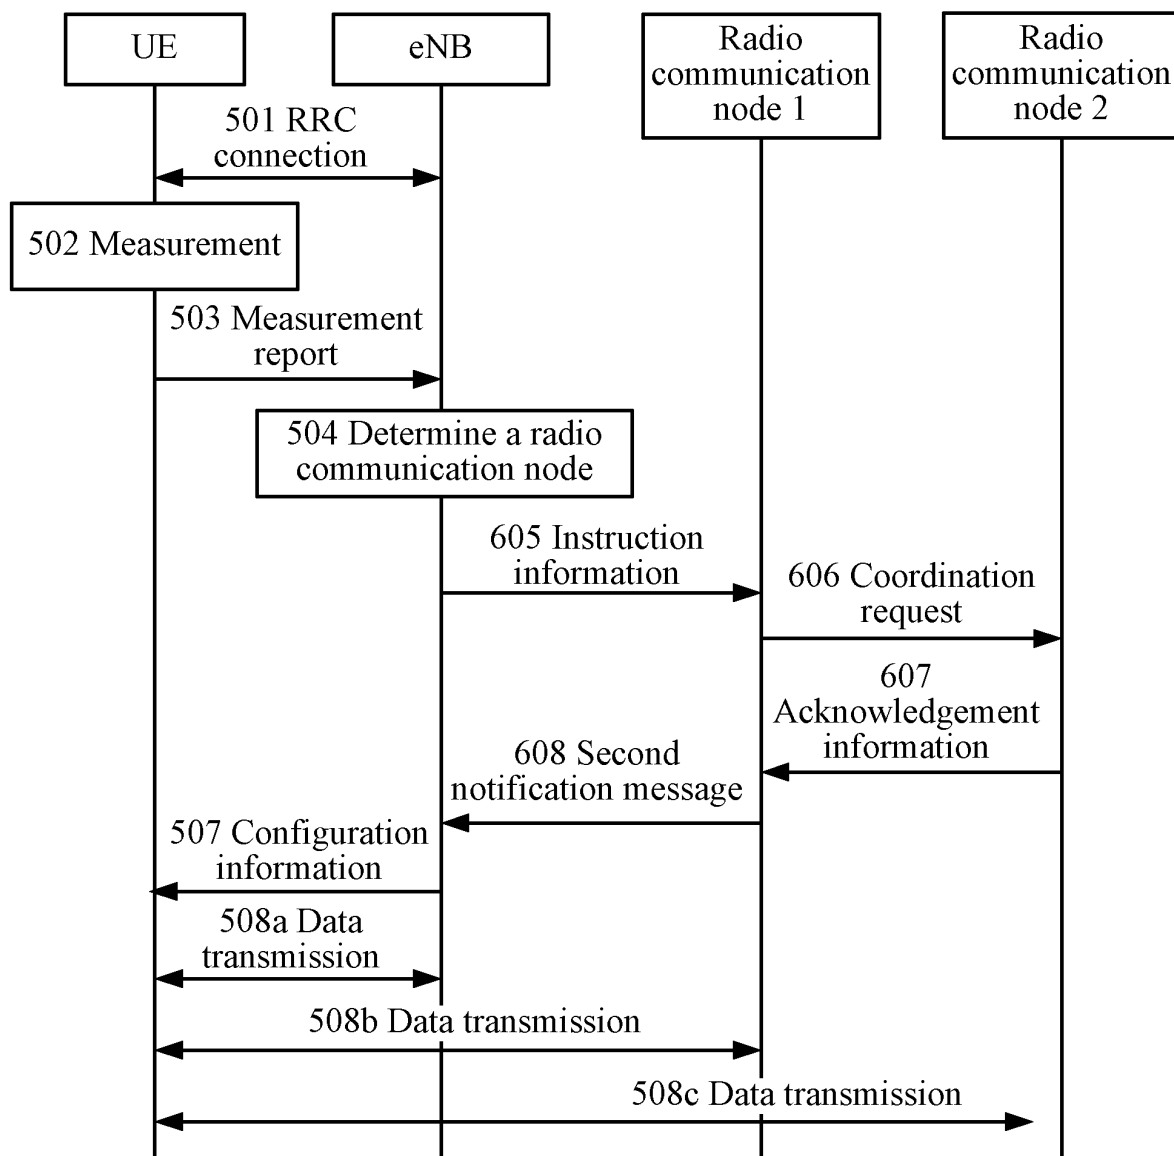 UE
eNB
Radio
communication
node 1
Radio
communication
node 2
501 RRC
connection
502 Measurement
503 Measurement
report
504 Determine a radio
communication node
605 Instruction
information
606 Coordination
request
607
Acknowledgement
information
608 Second
notification message
507 Configuration
information
508a Data
transmission
508b Data transmission
508c Data transmission